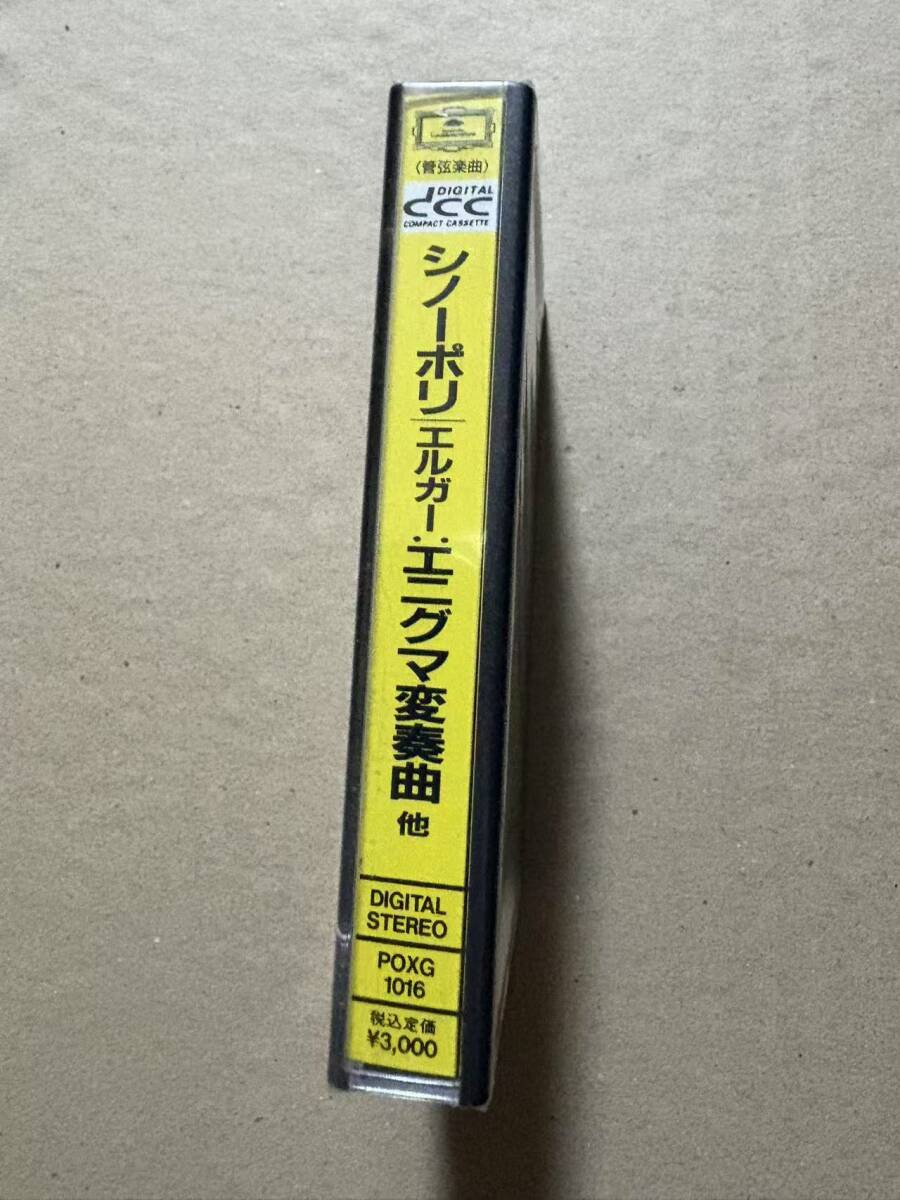 〈管弦楽曲〉
DIGITAL
dcc
COMPACT CASSETTE
シノーポリ
エルガー:エニグマ変奏曲 他
DIGITAL
STEREO
POXG
1016
税込定価
¥3,000